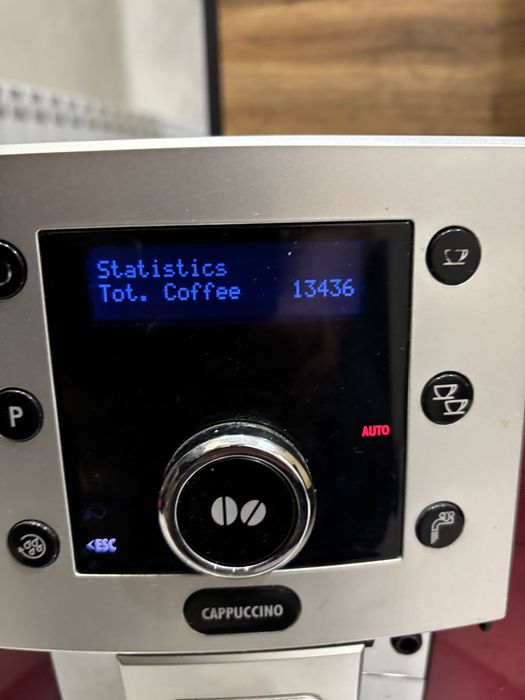 Statistics
Tot. Coffee 13436
P
AUTO
<ESC
CAPPUCCINO